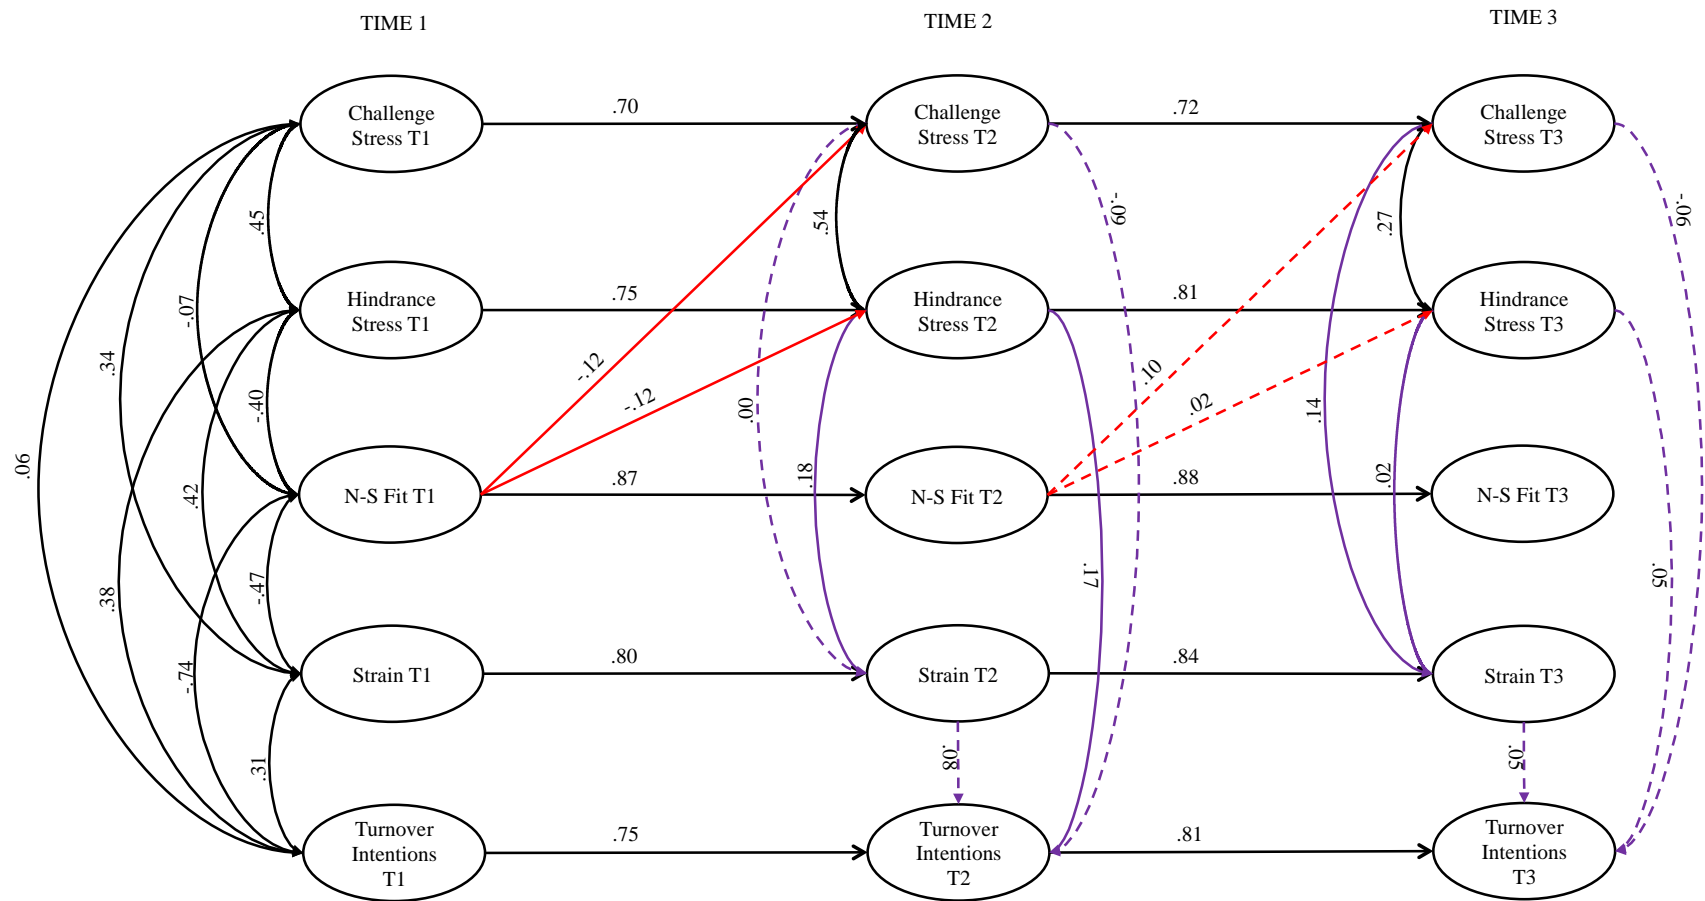 TIME 1
TIME 2
TIME 3
Challenge
Stress T1
.70
Challenge
Stress T2
.72
Challenge
Stress T3
.45
.54
-.09
.27
-.06
Hindrance
Stress T1
.75
Hindrance
Stress T2
.81
Hindrance
Stress T3
-.07
.34
-.40
-.12
-.12
.00
.10
.02
.14
.06
.42
N-S Fit T1
.87
.18
N-S Fit T2
.88
.02
N-S Fit T3
.38
-.47
.17
.05
-.74
Strain T1
.80
Strain T2
.84
Strain T3
.31
.08
.05
Turnover
Intentions
T1
.75
Turnover
Intentions
T2
.81
Turnover
Intentions
T3